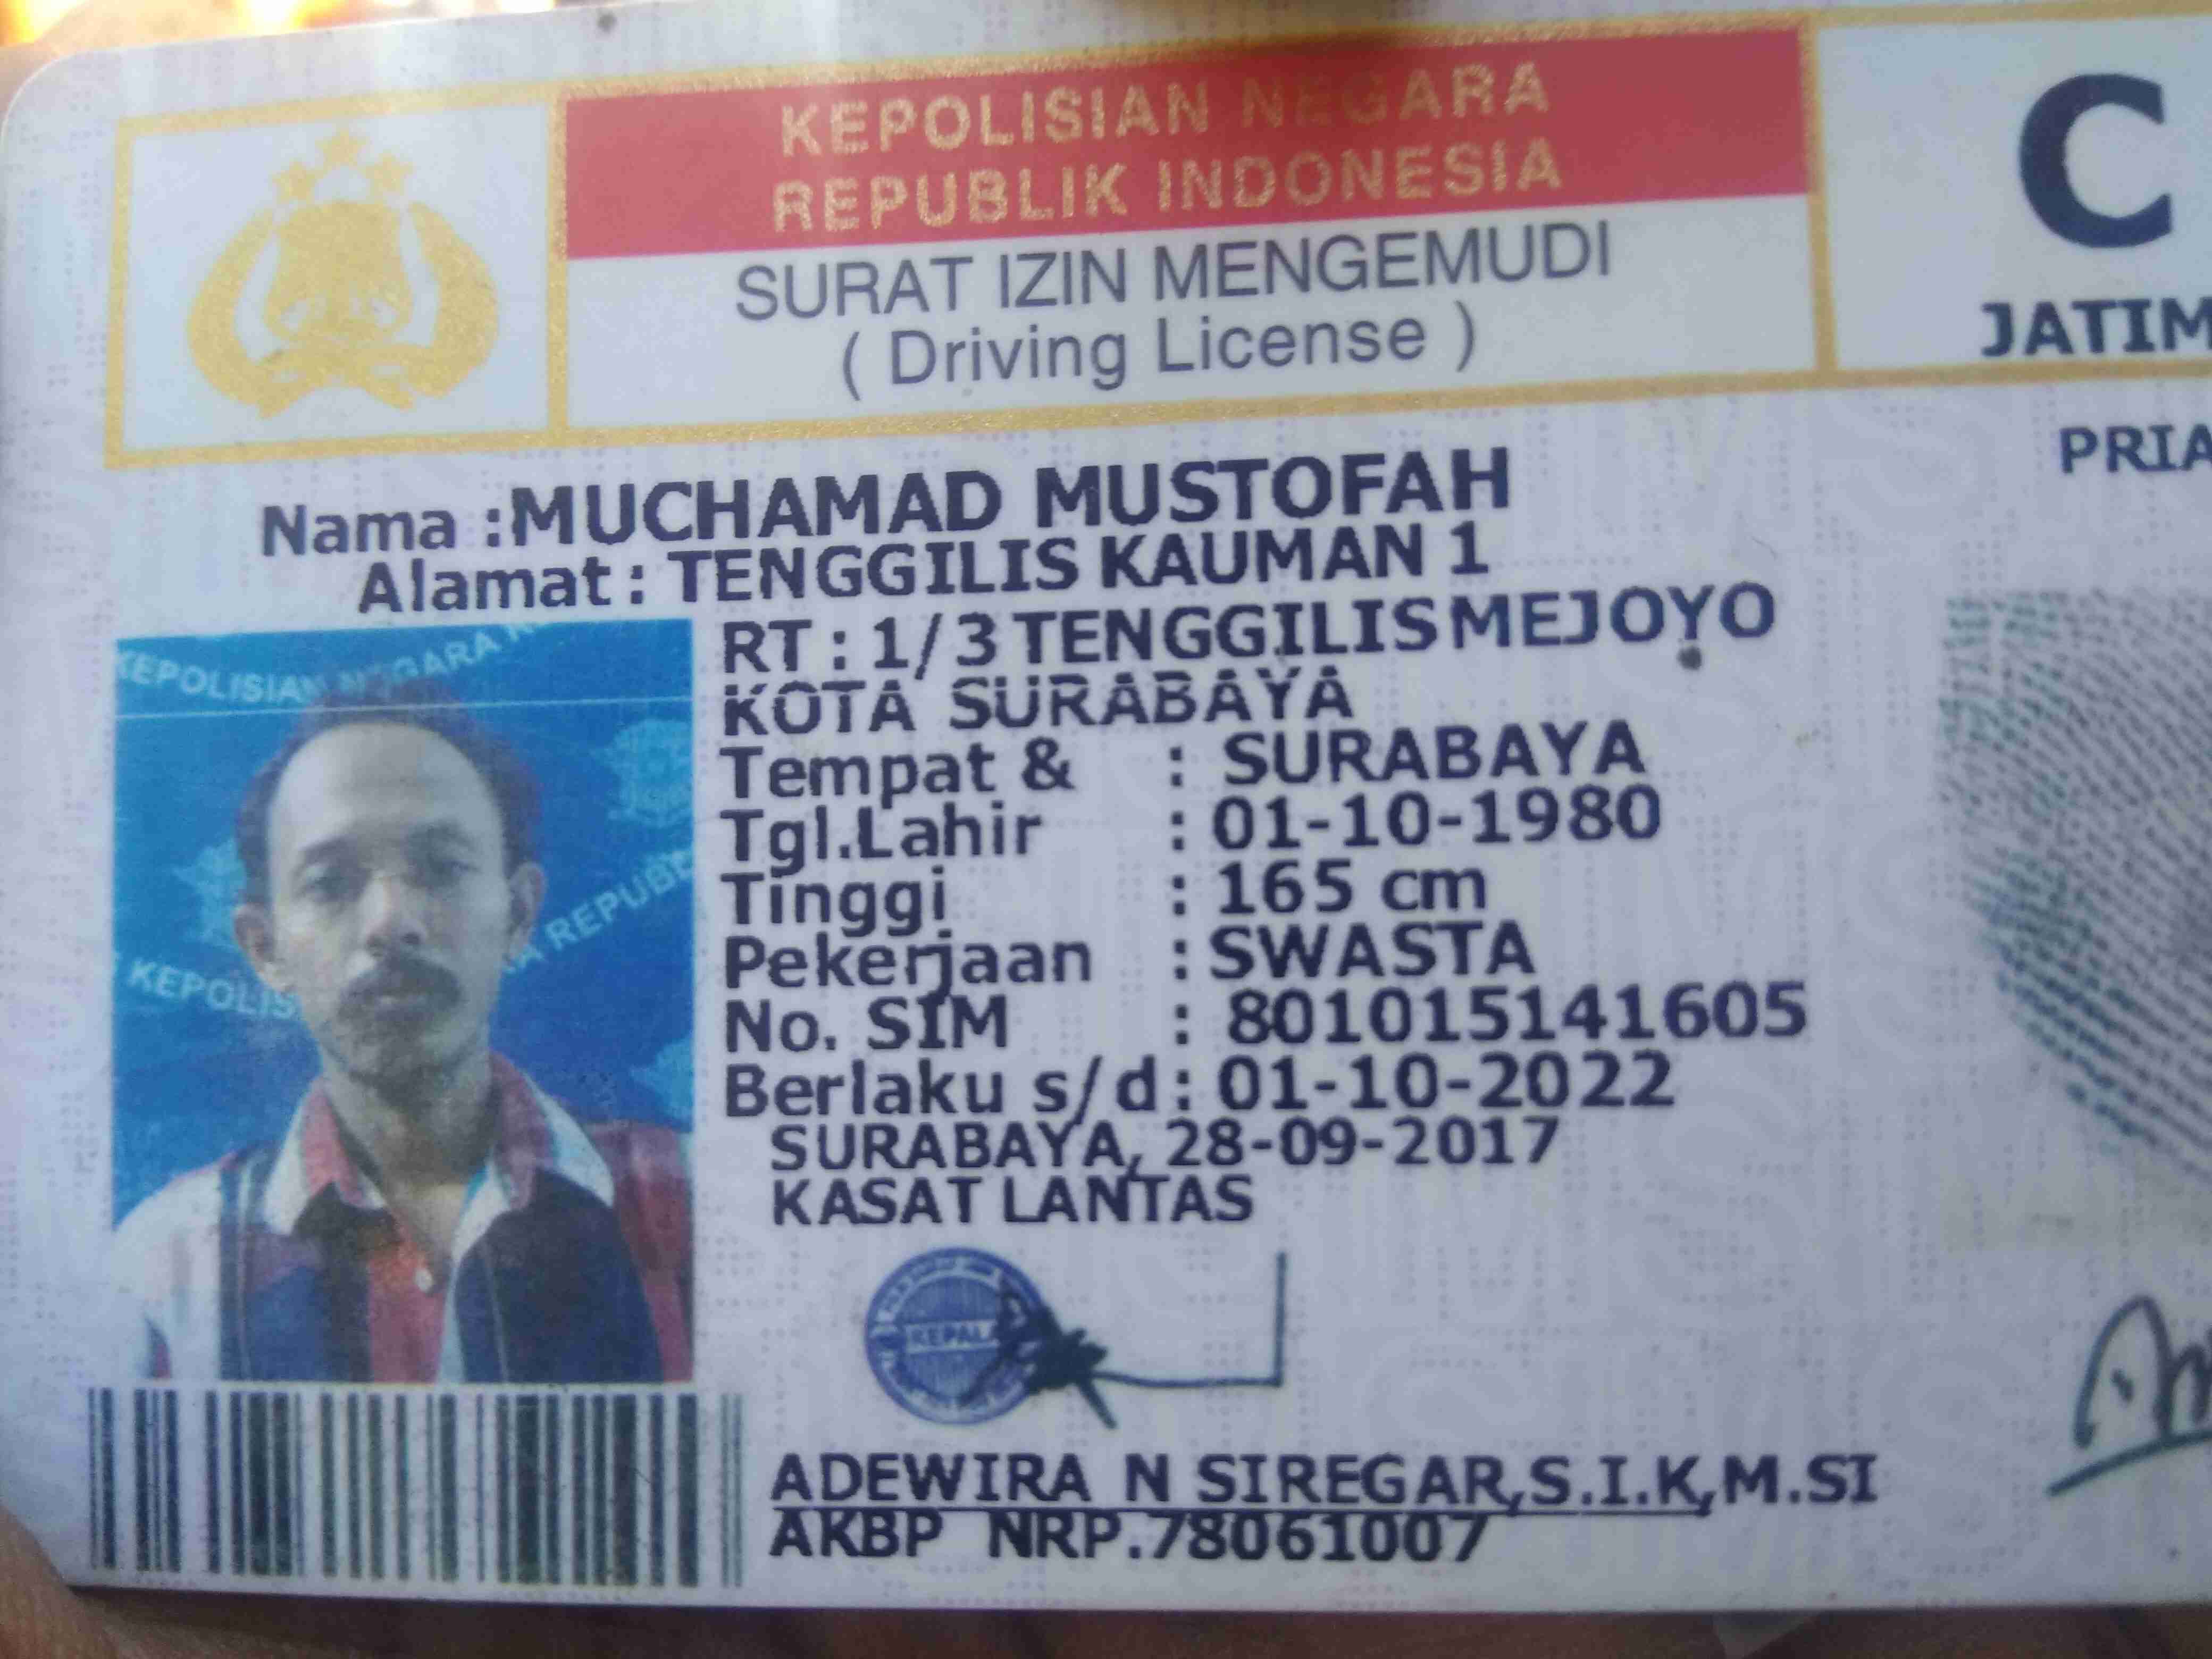 KEPOLISIAN NEGARA
REPUBLIK INDONESIA
SURAT IZIN MENGEMUDI
( Driving License )
C
JATIM
PRIA
Nama :MUCHAMAD MUSTOFAH
Alamat : TENGGILIS KAUMAN 1
RT : 1/3 TENGGILIS MEJOYO
KOTA SURABAYA
Tempat & : SURABAYA
Tgl.Lahir : 01-10-1980
Tinggi : 165 cm
Pekerjaan : SWASTA
No. SIM : 801015141605
Berlaku s/d : 01-10-2022
SURABAYA, 28-09-2017
KASAT LANTAS
KEPALA
ADEWIRA N SIREGAR,S.I.K,M.SI
AKBP NRP.78061007
KEPOLISIAN NEGARA